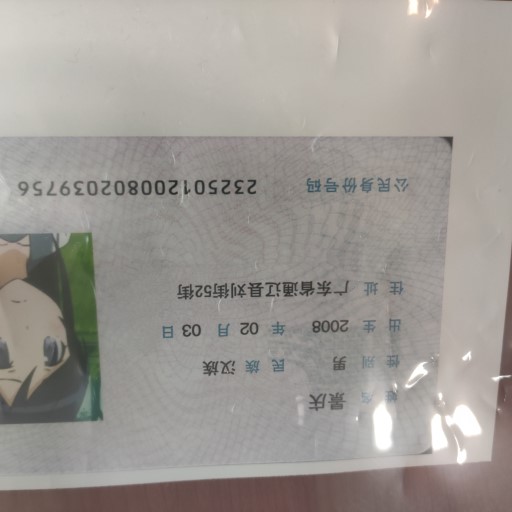 姓名 景庆
性别 男 民族 汉族
出生 2008 年 02 月 03 日
住址 广东省通辽县刘街52街
公民身份号码 232501200802039756